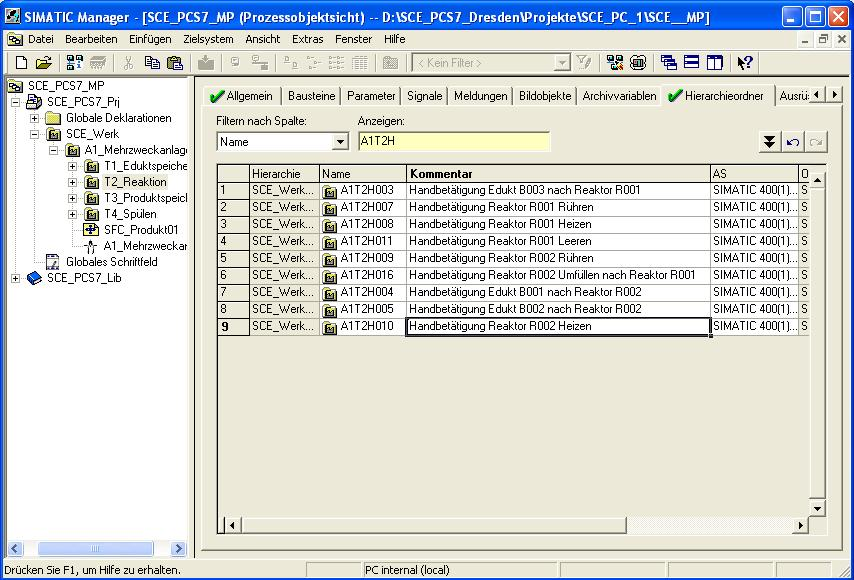 SIMATIC Manager - [SCE_PCS7_MP (Prozessobjektsicht) -- D:\SCE_PCS7_Dresden\Projekte\SCE_PC_1\SCE__MP]
Datei Bearbeiten Einfügen Zielsystem Ansicht Extras Fenster Hilfe
< Kein Filter >
SCE_PCS7_MP
SCE_PCS7_Prj
Globale Deklarationen
SCE_Werk
A1_Mehrzweckanlage
T1_Eduktspeiche
T2_Reaktion
T3_Produktspeich
T4_Spülen
SFC_Produkt01
A1_Mehrzweckar
Globales Schriftfeld
SCE_PCS7_Lib
Allgemein Bausteine Parameter Signale Meldungen Bildobjekte Archivvariablen Hierarchieordner Ausrü
Filtern nach Spalte: Anzeigen:
Name A1T2H
Hierarchie Name Kommentar AS O
1 SCE_Werk... A1T2H003 Handbetätigung Edukt B003 nach Reaktor R001 SIMATIC 400(1)... S
2 SCE_Werk... A1T2H007 Handbetätigung Reaktor R001 Rühren SIMATIC 400(1)... S
3 SCE_Werk... A1T2H008 Handbetätigung Reaktor R001 Heizen SIMATIC 400(1)... S
4 SCE_Werk... A1T2H011 Handbetätigung Reaktor R001 Leeren SIMATIC 400(1)... S
5 SCE_Werk... A1T2H009 Handbetätigung Reaktor R002 Rühren SIMATIC 400(1)... S
6 SCE_Werk... A1T2H016 Handbetätigung Reaktor R002 Umfüllen nach Reaktor R001 SIMATIC 400(1)... S
7 SCE_Werk... A1T2H004 Handbetätigung Edukt B001 nach Reaktor R002 SIMATIC 400(1)... S
8 SCE_Werk... A1T2H005 Handbetätigung Edukt B002 nach Reaktor R002 SIMATIC 400(1)... S
9 SCE_Werk... A1T2H010 Handbetätigung Reaktor R002 Heizen SIMATIC 400(1)... S
Drücken Sie F1, um Hilfe zu erhalten. PC internal (local)